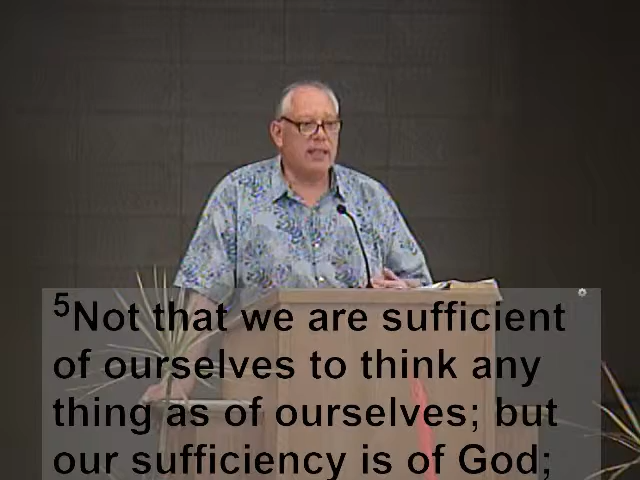 5Not that we are sufficient
of ourselves to think any
thing as of ourselves; but
our sufficiency is of God;